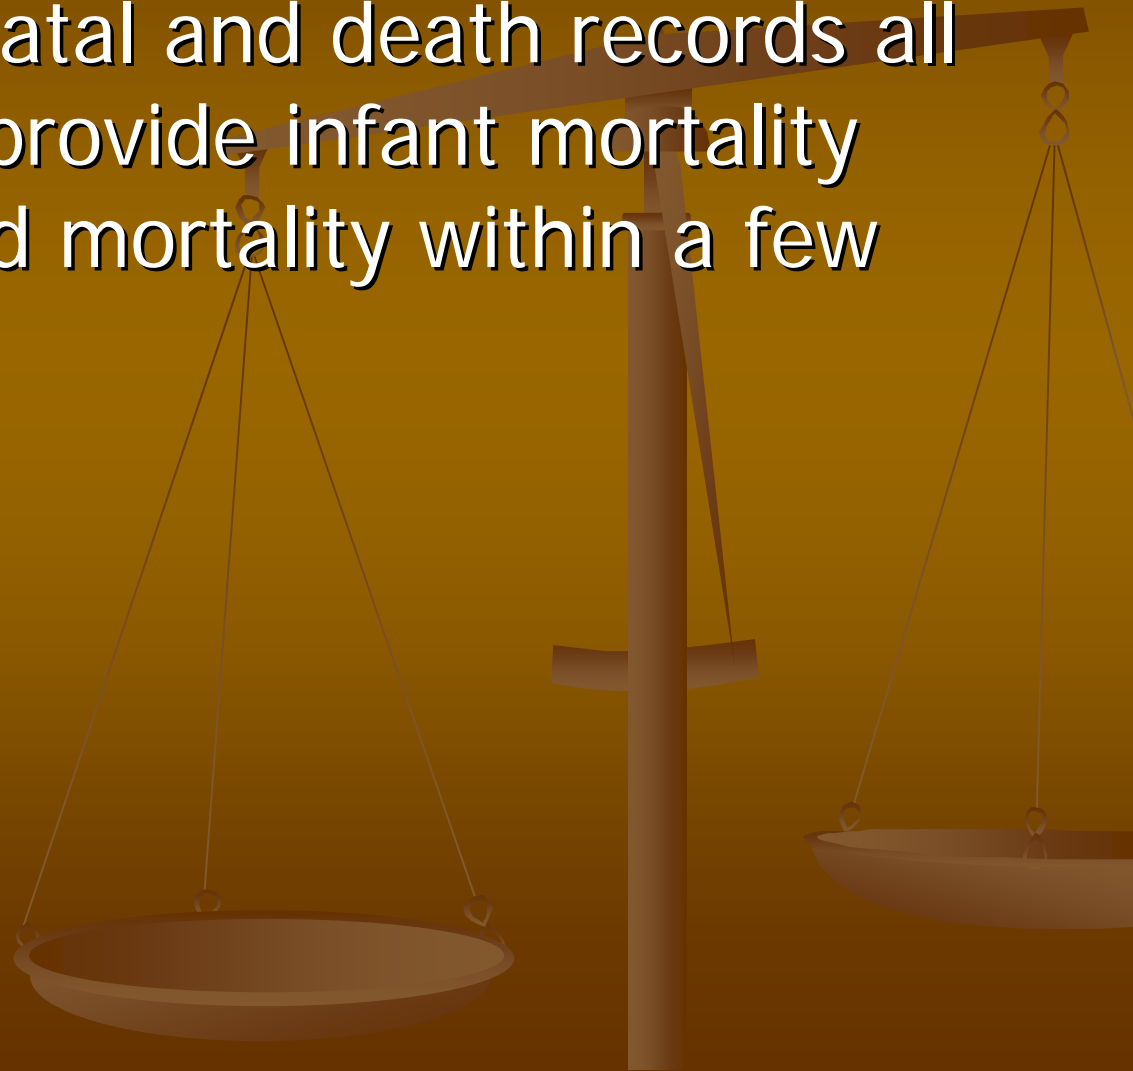 atal and death records all
provide infant mortality
d mortality within a few